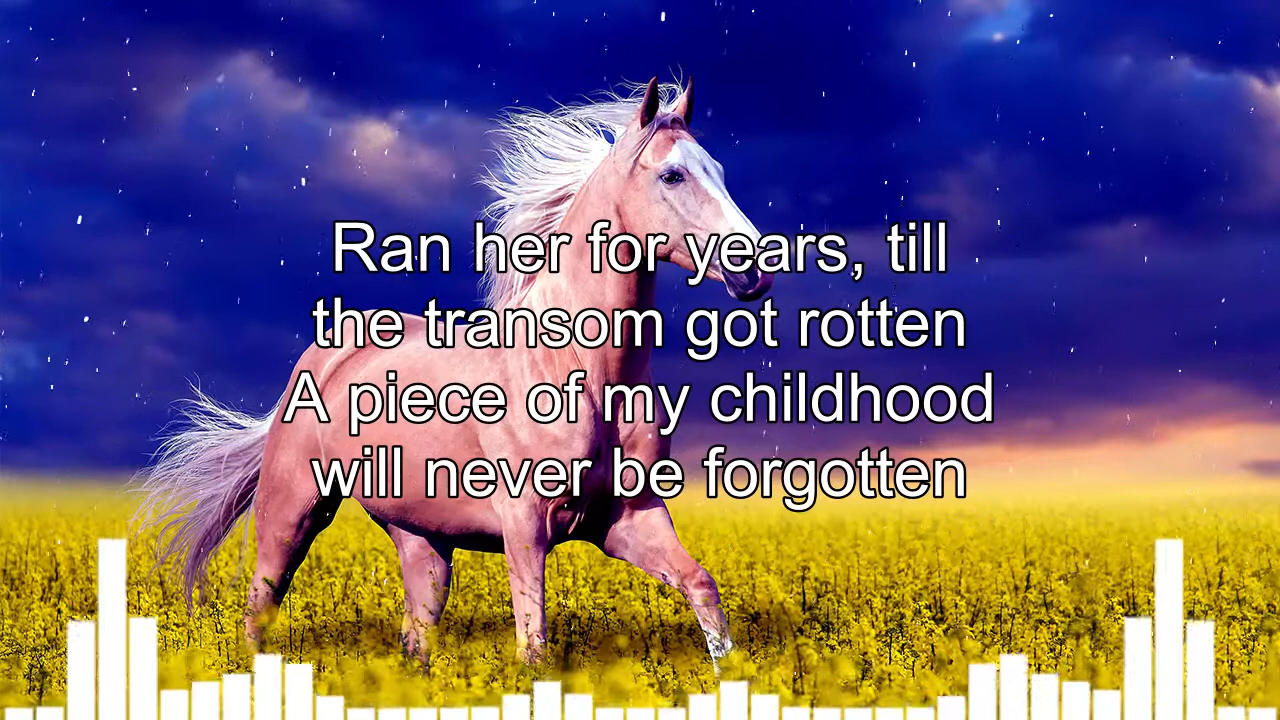 Ran her for years, till
the transom got rotten
A piece of my childhood
will never be forgotten